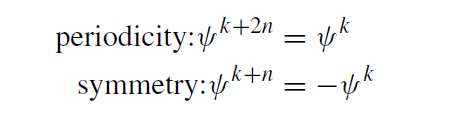 periodicity: ψ^{k+2n} = ψ^k
symmetry: ψ^{k+n} = −ψ^k